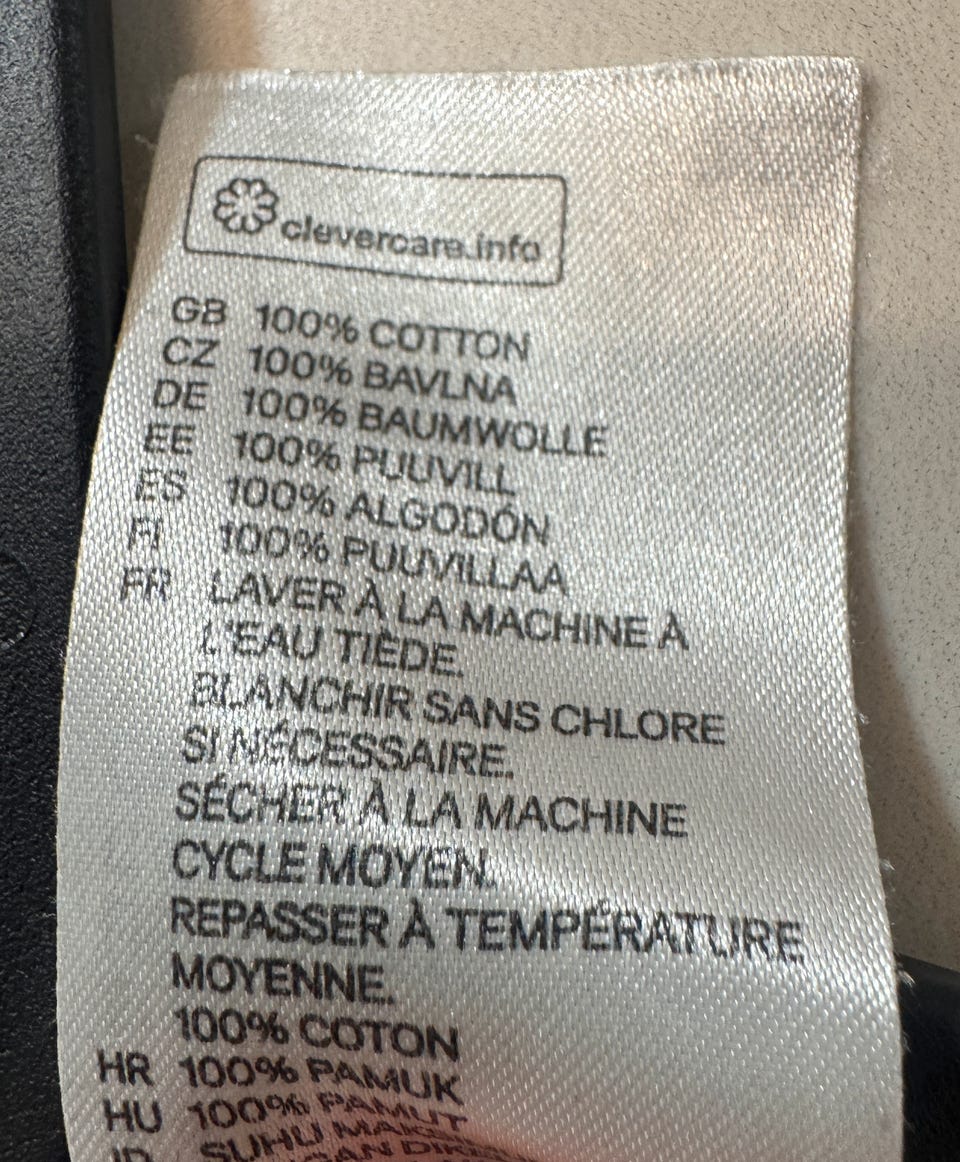 clevercare.info
GB 100% COTTON
CZ 100% BAVLNA
DE 100% BAUMWOLLE
EE 100% PUUVILL
ES 100% ALGODÓN
FI 100% PUUVILLAA
FR LAVER À LA MACHINE À
L'EAU TIÈDE.
BLANCHIR SANS CHLORE
SI NÉCESSAIRE.
SÉCHER À LA MACHINE
CYCLE MOYEN.
REPASSER À TEMPÉRATURE
MOYENNE.
100% COTON
HR 100% PAMUK
HU 100% PAMUT
SUHU